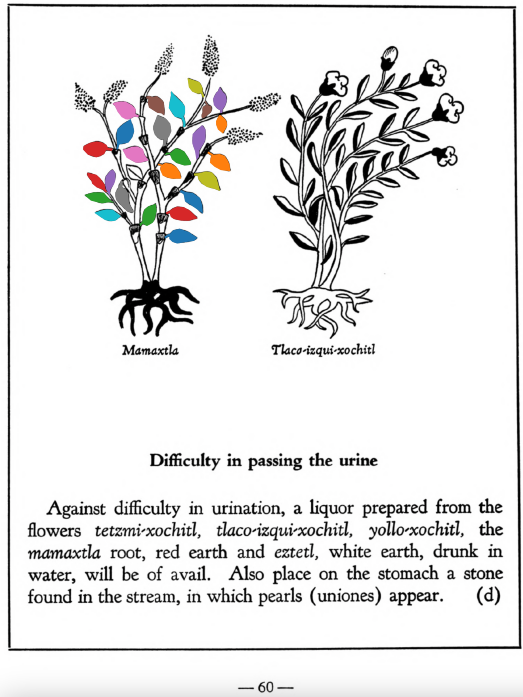 Mamaxtla
Tlaco-izqui-xochitl
Difficulty in passing the urine
Against difficulty in urination, a liquor prepared from the
flowers tetzmi-xochitl, tlaco-izqui-xochitl, yollo-xochitl, the
mamaxtla root, red earth and eztetl, white earth, drunk in
water, will be of avail. Also place on the stomach a stone
found in the stream, in which pearls (uniones) appear. (d)
— 60 —